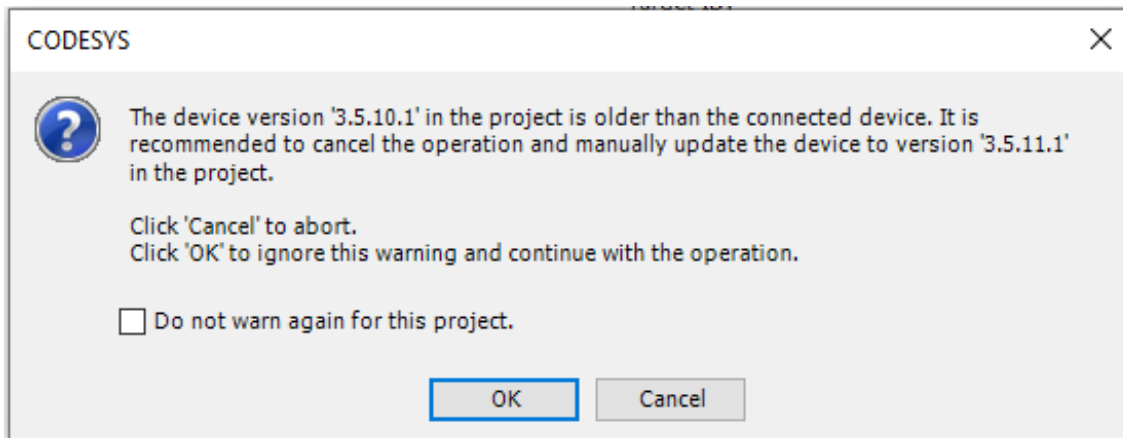 CODESYS
The device version '3.5.10.1' in the project is older than the connected device. It is
recommended to cancel the operation and manually update the device to version '3.5.11.1'
in the project.
Click 'Cancel' to abort.
Click 'OK' to ignore this warning and continue with the operation.
Do not warn again for this project.
OK
Cancel